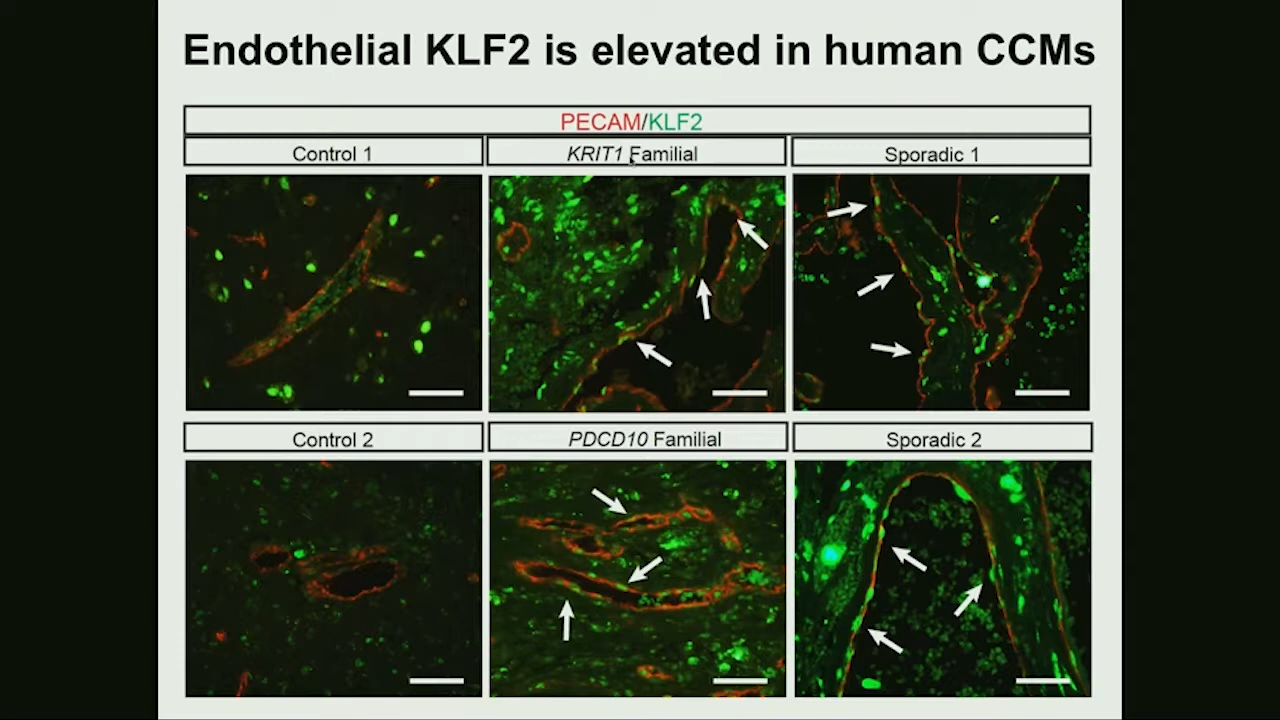 Endothelial KLF2 is elevated in human CCMs
PECAM/KLF2
Control 1
KRIT1 Familial
Sporadic 1
Control 2
PDCD10 Familial
Sporadic 2